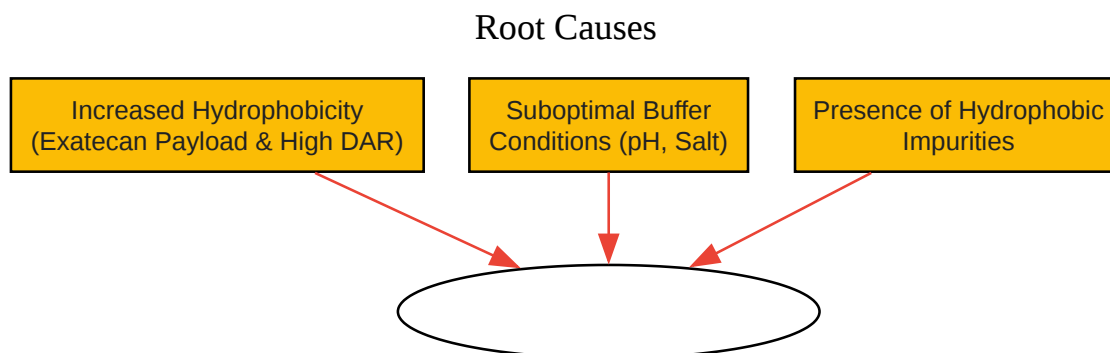 Root Causes
Increased Hydrophobicity
(Exatecan Payload & High DAR)
Suboptimal Buffer
Conditions (pH, Salt)
Presence of Hydrophobic
Impurities